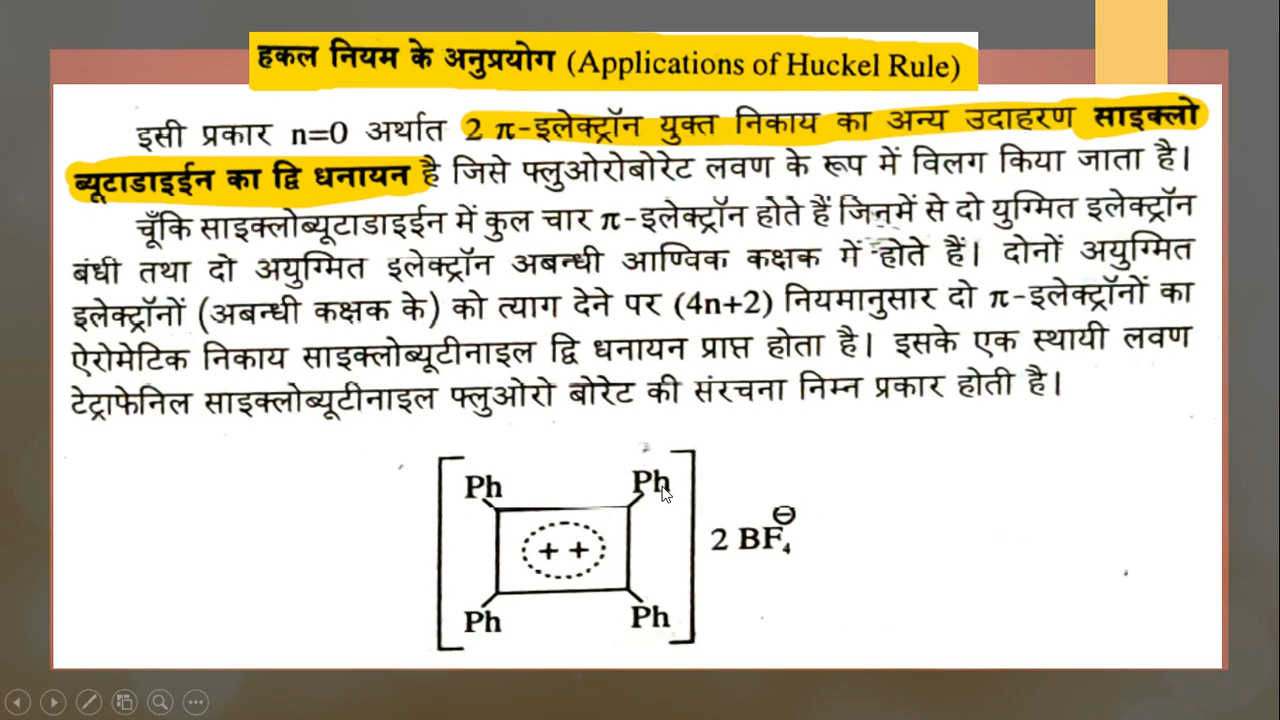 हकल नियम के अनुप्रयोग (Applications of Huckel Rule)
इसी प्रकार n=0 अर्थात 2 π-इलेक्ट्रॉन युक्त निकाय का अन्य उदाहरण साइक्लो
ब्यूटाडाइईन का द्वि धनायन है जिसे फ्लुओरोबोरेट लवण के रूप में विलग किया जाता है।
चूँकि साइक्लोब्यूटाडाइईन में कुल चार π-इलेक्ट्रॉन होते हैं जिनमें से दो युग्मित इलेक्ट्रॉन
बंधी तथा दो अयुग्मित इलेक्ट्रॉन अबन्धी आण्विक कक्षक में होते हैं। दोनों अयुग्मित
इलेक्ट्रॉनों (अबन्धी कक्षक के) को त्याग देने पर (4n+2) नियमानुसार दो π-इलेक्ट्रॉनों का
ऐरोमेटिक निकाय साइक्लोब्यूटीनाइल द्वि धनायन प्राप्त होता है। इसके एक स्थायी लवण
टेट्राफेनिल साइक्लोब्यूटीनाइल फ्लुओरो बोरेट की संरचना निम्न प्रकार होती है।
Ph Ph
+ + 2 BF₄⊖
Ph Ph